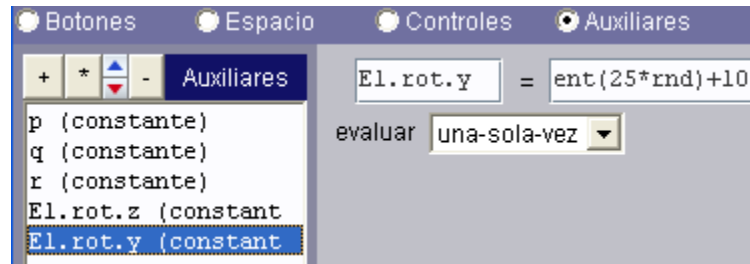 Botones Espacio Controles Auxiliares
+ * - Auxiliares
El.rot.y = ent(25*rnd)+10
evaluar una-sola-vez
p (constante)
q (constante)
r (constante)
El.rot.z (constant
El.rot.y (constant